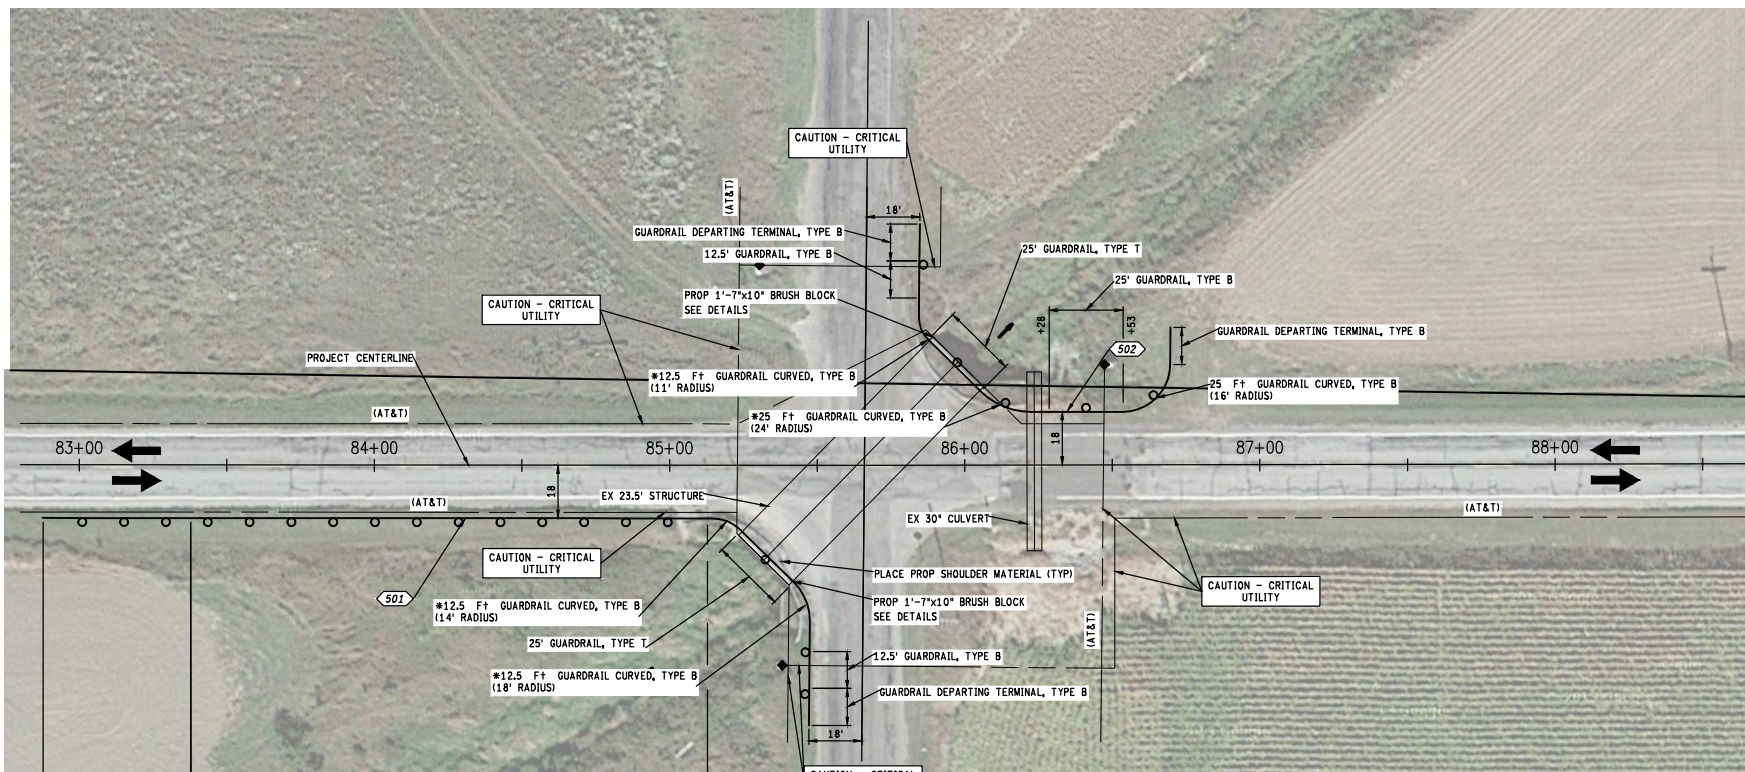 CAUTION - CRITICAL
UTILITY
(AT&T)
18'
GUARDRAIL DEPARTING TERMINAL, TYPE B
12.5' GUARDRAIL, TYPE B
25' GUARDRAIL, TYPE T
25' GUARDRAIL, TYPE B
PROP 1'-7"x10" BRUSH BLOCK
SEE DETAILS
CAUTION - CRITICAL
UTILITY
+28
+53
GUARDRAIL DEPARTING TERMINAL, TYPE B
502
PROJECT CENTERLINE
*12.5 Ft GUARDRAIL CURVED, TYPE B
(11' RADIUS)
25 Ft GUARDRAIL CURVED, TYPE B
(16' RADIUS)
(AT&T)
*25 Ft GUARDRAIL CURVED, TYPE B
(24' RADIUS)
18
83+00
84+00
85+00
86+00
87+00
88+00
18
EX 23.5' STRUCTURE
(AT&T)
EX 30" CULVERT
(AT&T)
CAUTION - CRITICAL
UTILITY
PLACE PROP SHOULDER MATERIAL (TYP)
CAUTION - CRITICAL
UTILITY
501
*12.5 Ft GUARDRAIL CURVED, TYPE B
(14' RADIUS)
PROP 1'-7"x10" BRUSH BLOCK
SEE DETAILS
(AT&T)
25' GUARDRAIL, TYPE T
12.5' GUARDRAIL, TYPE B
*12.5 Ft GUARDRAIL CURVED, TYPE B
(18' RADIUS)
GUARDRAIL DEPARTING TERMINAL, TYPE B
18'
CAUTION - CRITICAL